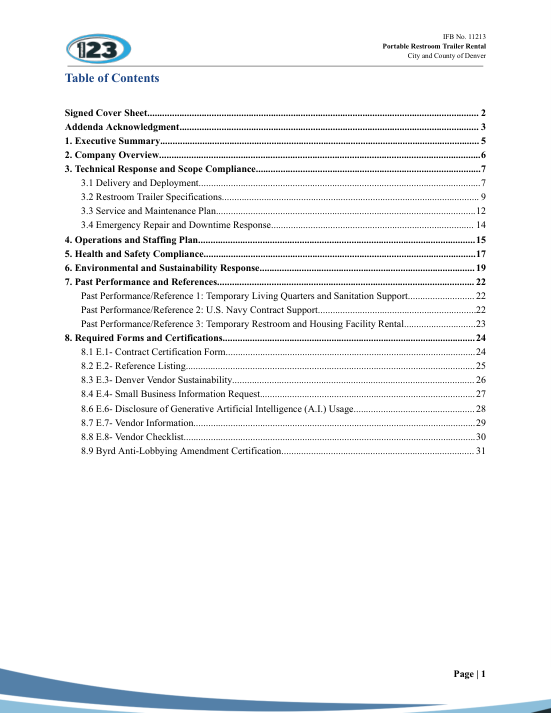 123
IFB No. 11213
Portable Restroom Trailer Rental
City and County of Denver
Table of Contents
Signed Cover Sheet 2
Addenda Acknowledgment 3
1. Executive Summary 5
2. Company Overview 6
3. Technical Response and Scope Compliance 7
3.1 Delivery and Deployment 7
3.2 Restroom Trailer Specifications 9
3.3 Service and Maintenance Plan 12
3.4 Emergency Repair and Downtime Response 14
4. Operations and Staffing Plan 15
5. Health and Safety Compliance 17
6. Environmental and Sustainability Response 19
7. Past Performance and References 22
Past Performance/Reference 1: Temporary Living Quarters and Sanitation Support 22
Past Performance/Reference 2: U.S. Navy Contract Support 22
Past Performance/Reference 3: Temporary Restroom and Housing Facility Rental 23
8. Required Forms and Certifications 24
8.1 E.1- Contract Certification Form 24
8.2 E.2- Reference Listing 25
8.3 E.3- Denver Vendor Sustainability 26
8.4 E.4- Small Business Information Request 27
8.6 E.6- Disclosure of Generative Artificial Intelligence (A.I.) Usage 28
8.7 E.7- Vendor Information 29
8.8 E.8- Vendor Checklist 30
8.9 Byrd Anti-Lobbying Amendment Certification 31
Page | 1